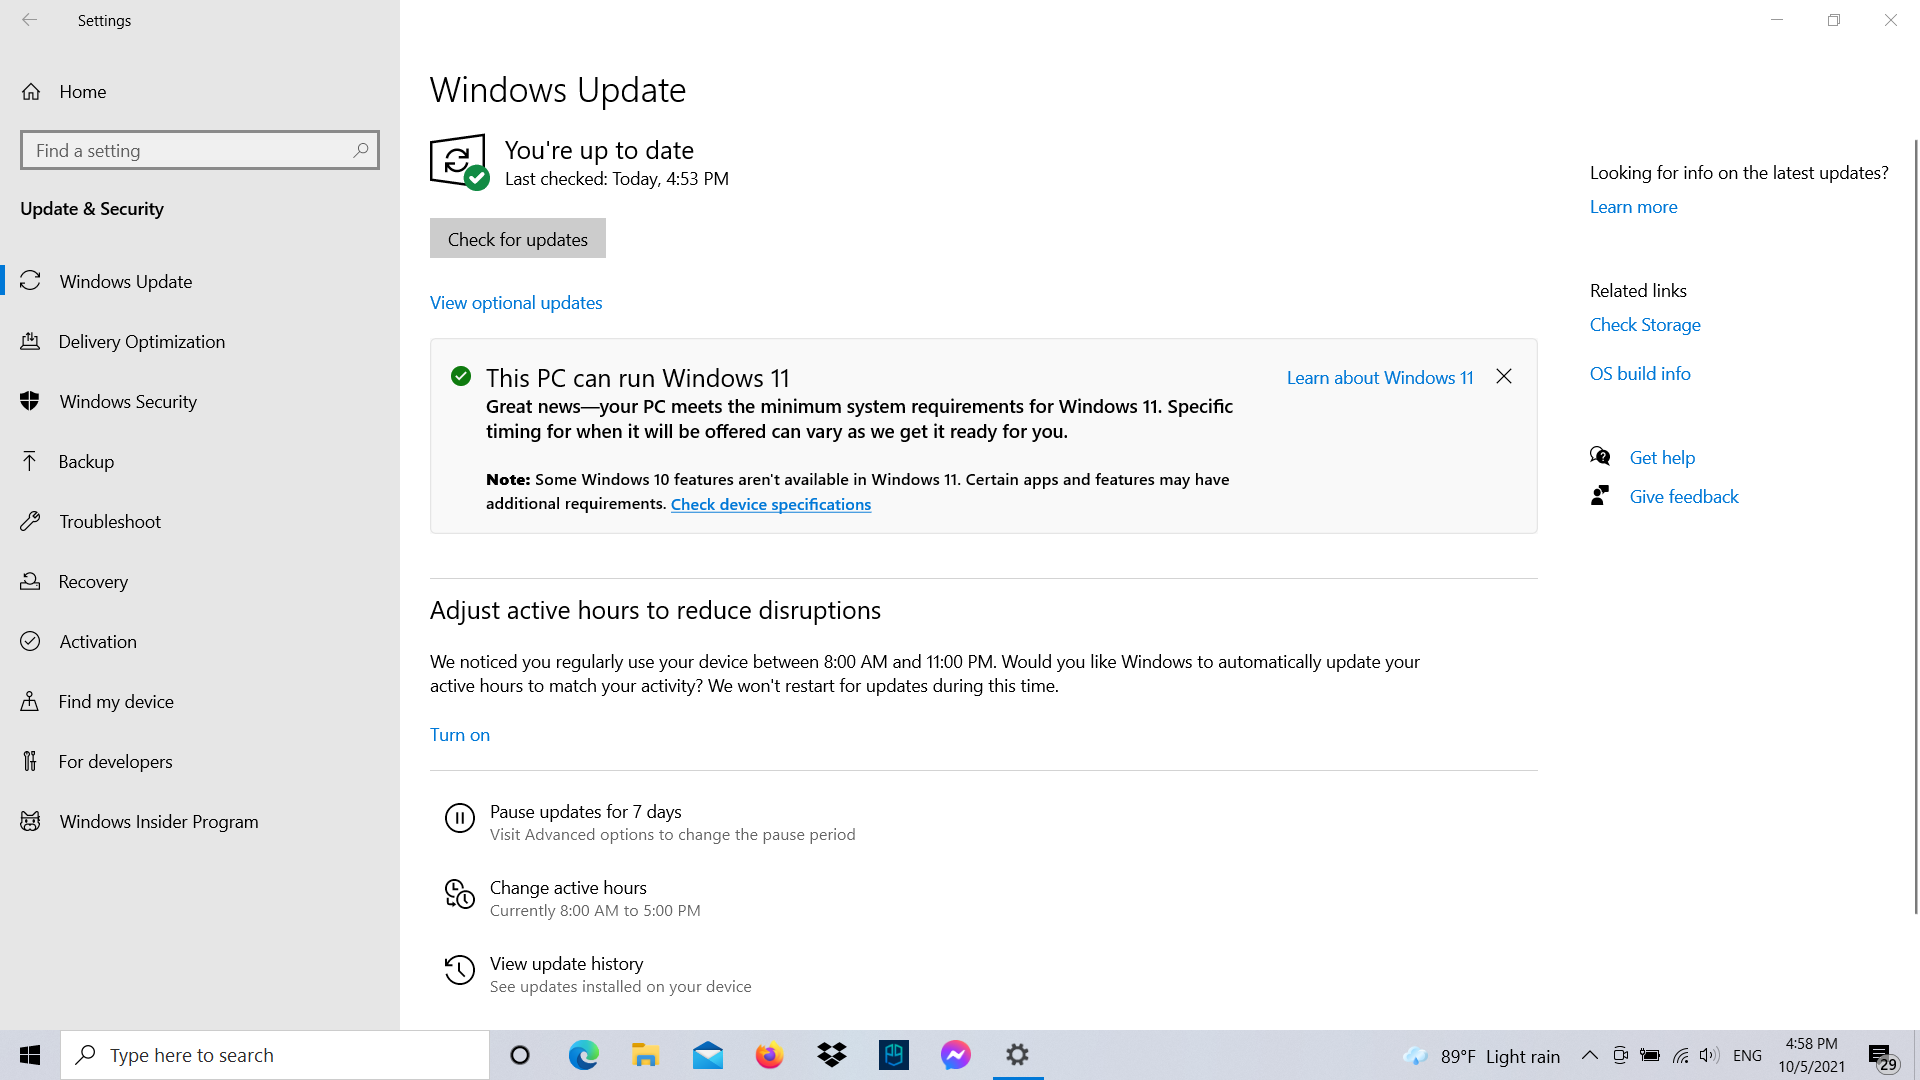 Settings
Home
Find a setting
Update & Security
Windows Update
Delivery Optimization
Windows Security
Backup
Troubleshoot
Recovery
Activation
Find my device
For developers
Windows Insider Program
Windows Update
You're up to date
Last checked: Today, 4:53 PM
Check for updates
View optional updates
This PC can run Windows 11
Learn about Windows 11
Great news—your PC meets the minimum system requirements for Windows 11. Specific
timing for when it will be offered can vary as we get it ready for you.
Note: Some Windows 10 features aren't available in Windows 11. Certain apps and features may have
additional requirements. Check device specifications
Adjust active hours to reduce disruptions
We noticed you regularly use your device between 8:00 AM and 11:00 PM. Would you like Windows to automatically update your
active hours to match your activity? We won't restart for updates during this time.
Turn on
Pause updates for 7 days
Visit Advanced options to change the pause period
Change active hours
Currently 8:00 AM to 5:00 PM
View update history
See updates installed on your device
Looking for info on the latest updates?
Learn more
Related links
Check Storage
OS build info
Get help
Give feedback
Type here to search
89°F Light rain
ENG
4:58 PM
10/5/2021
29